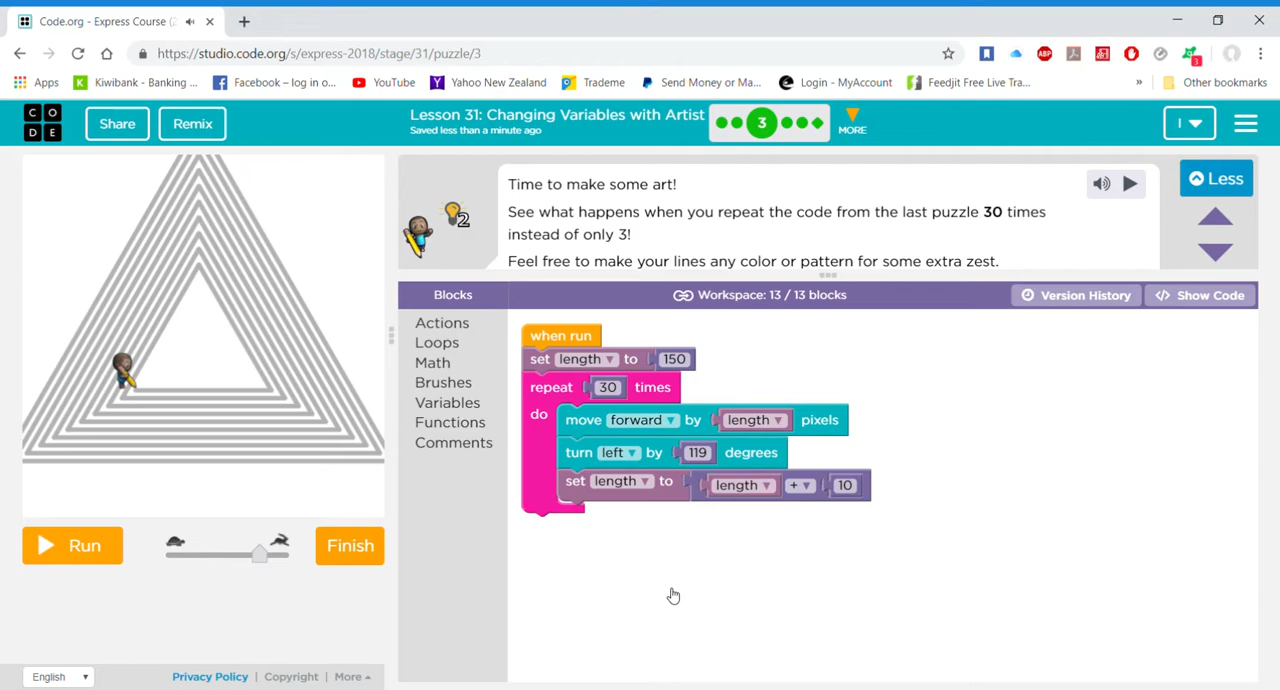 Code.org - Express Course (2
https://studio.code.org/s/express-2018/stage/31/puzzle/3
ABP
3
Apps
Kiwibank - Banking ...
Facebook – log in o...
YouTube
Yahoo New Zealand
Trademe
Send Money or Ma...
Login - MyAccount
Feedjit Free Live Tra...
»
Other bookmarks
C O
D E
Share
Remix
Lesson 31: Changing Variables with Artist
Saved less than a minute ago
3
MORE
I
2
Time to make some art!
See what happens when you repeat the code from the last puzzle 30 times
instead of only 3!
Feel free to make your lines any color or pattern for some extra zest.
Less
Blocks
Workspace: 13 / 13 blocks
Version History
</> Show Code
Actions
Loops
Math
Brushes
Variables
Functions
Comments
when run
set length to 150
repeat 30 times
do
move forward by length pixels
turn left by 119 degrees
set length to length + 10
Run
Finish
English
Privacy Policy | Copyright | More